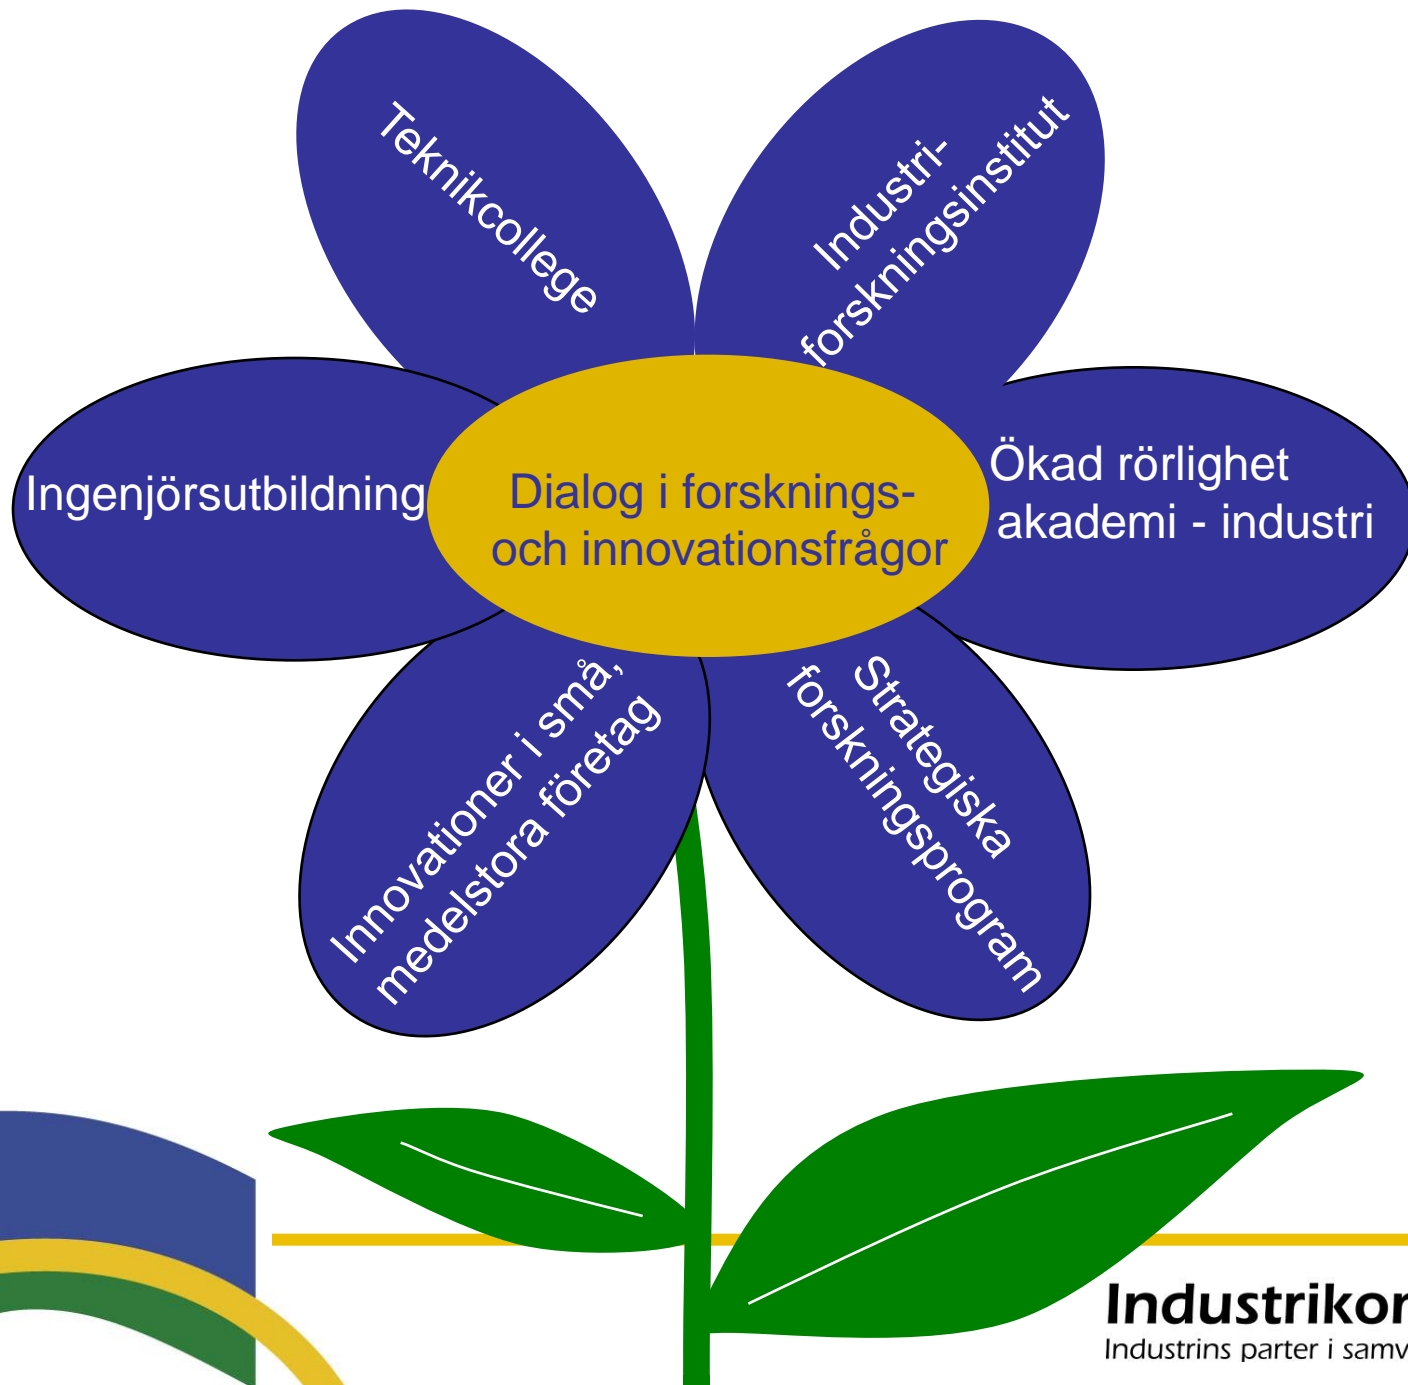 Teknikcollege
Industri-
forskningsinstitut
Ingenjörsutbildning
Dialog i forsknings-
och innovationsfrågor
Ökad rörlighet
akademi - industri
Innovationer i små,
medelstora företag
Strategiska
forskningsprogram
Industrikor
Industrins parter i samv